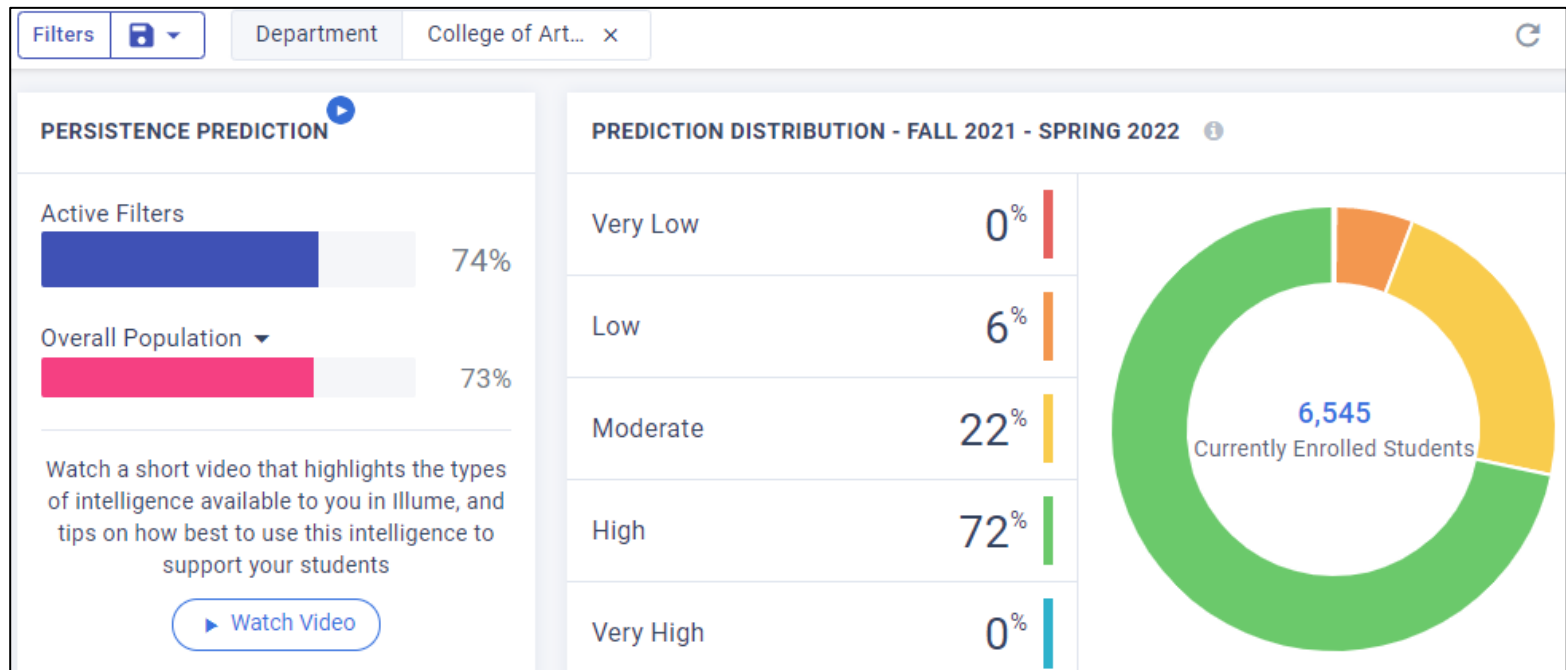 Filters
Department
College of Art... ×
PERSISTENCE PREDICTION
Active Filters
74%
Overall Population
73%
Watch a short video that highlights the types
of intelligence available to you in Illume, and
tips on how best to use this intelligence to
support your students
Watch Video
PREDICTION DISTRIBUTION - FALL 2021 - SPRING 2022
Very Low 0%
Low 6%
Moderate 22%
High 72%
Very High 0%
6,545
Currently Enrolled Students